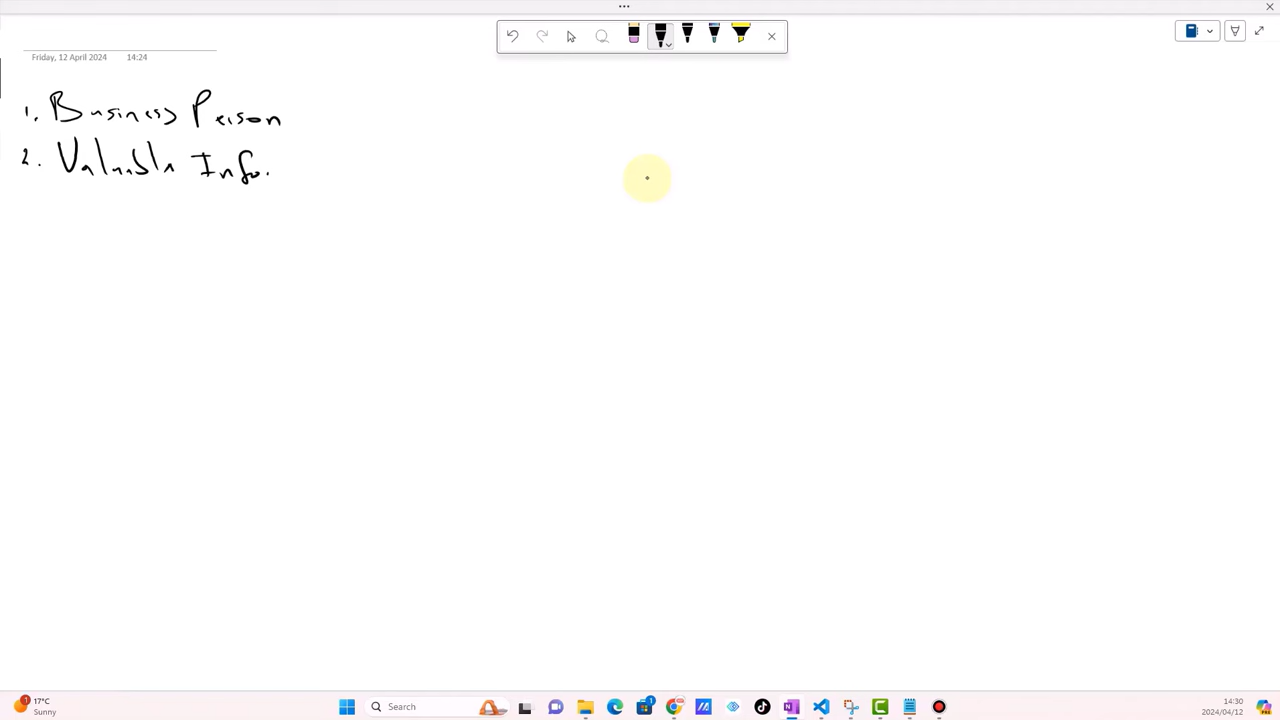 Friday, 12 April 2024 14:24
1. Business Person
2. Valuable Info.
17°C
Sunny
Search
14:30
2024/04/12